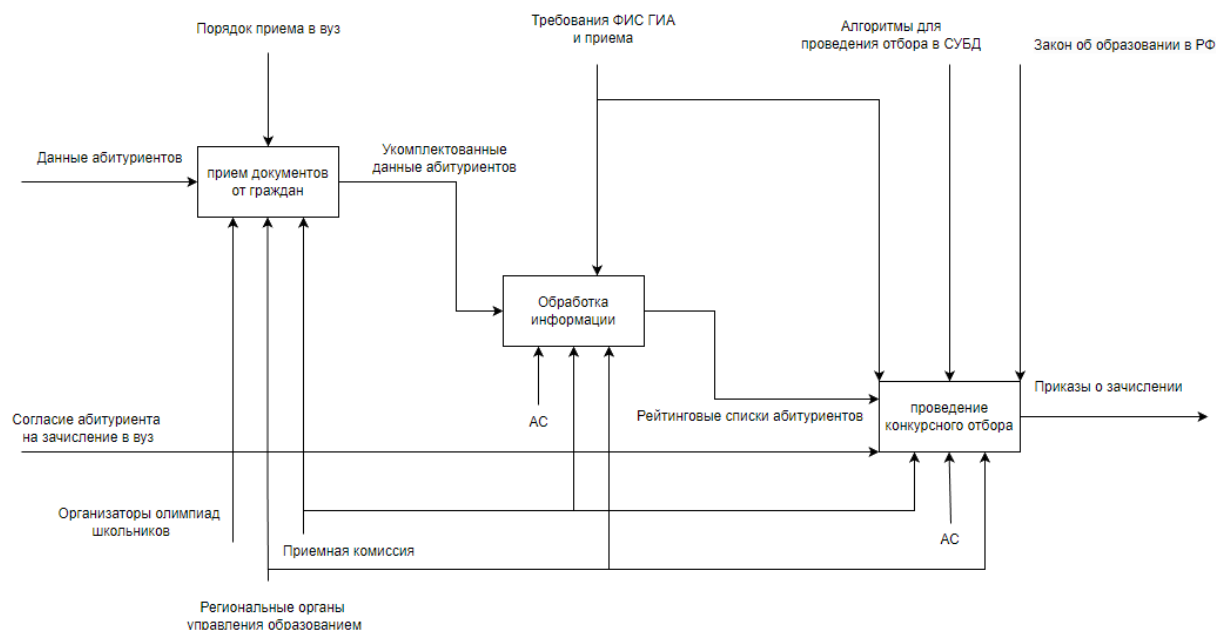 Порядок приема в вуз
Требования ФИС ГИА
и приема
Алгоритмы для
проведения отбора в СУБД
Закон об образовании в РФ
Данные абитуриентов
прием документов
от граждан
Укомплектованные
данные абитуриентов
Обработка
информации
АС
Рейтинговые списки абитуриентов
проведение
конкурсного отбора
Приказы о зачислении
Согласие абитуриента
на зачисление в вуз
Организаторы олимпиад
школьников
Приемная комиссия
АС
Региональные органы
управления образованием